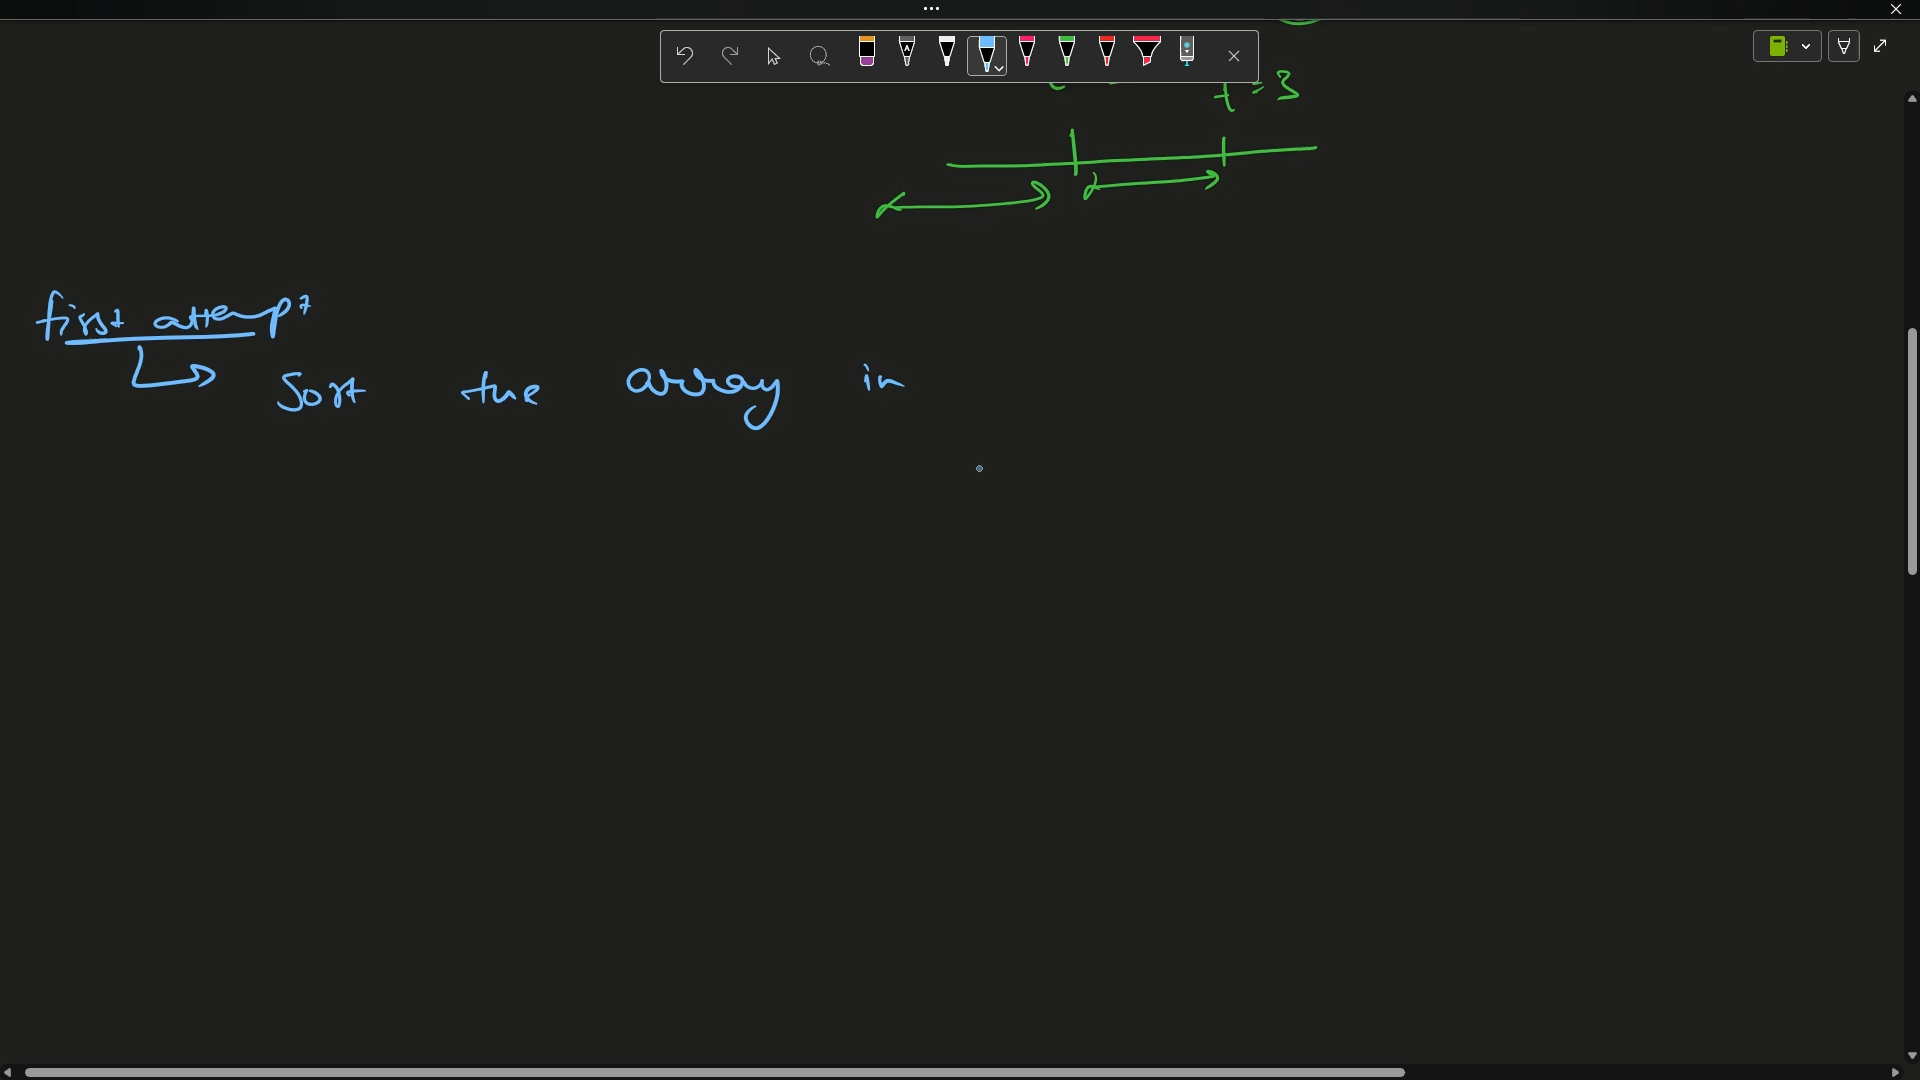 t = 3
first attempt
Sort the array in